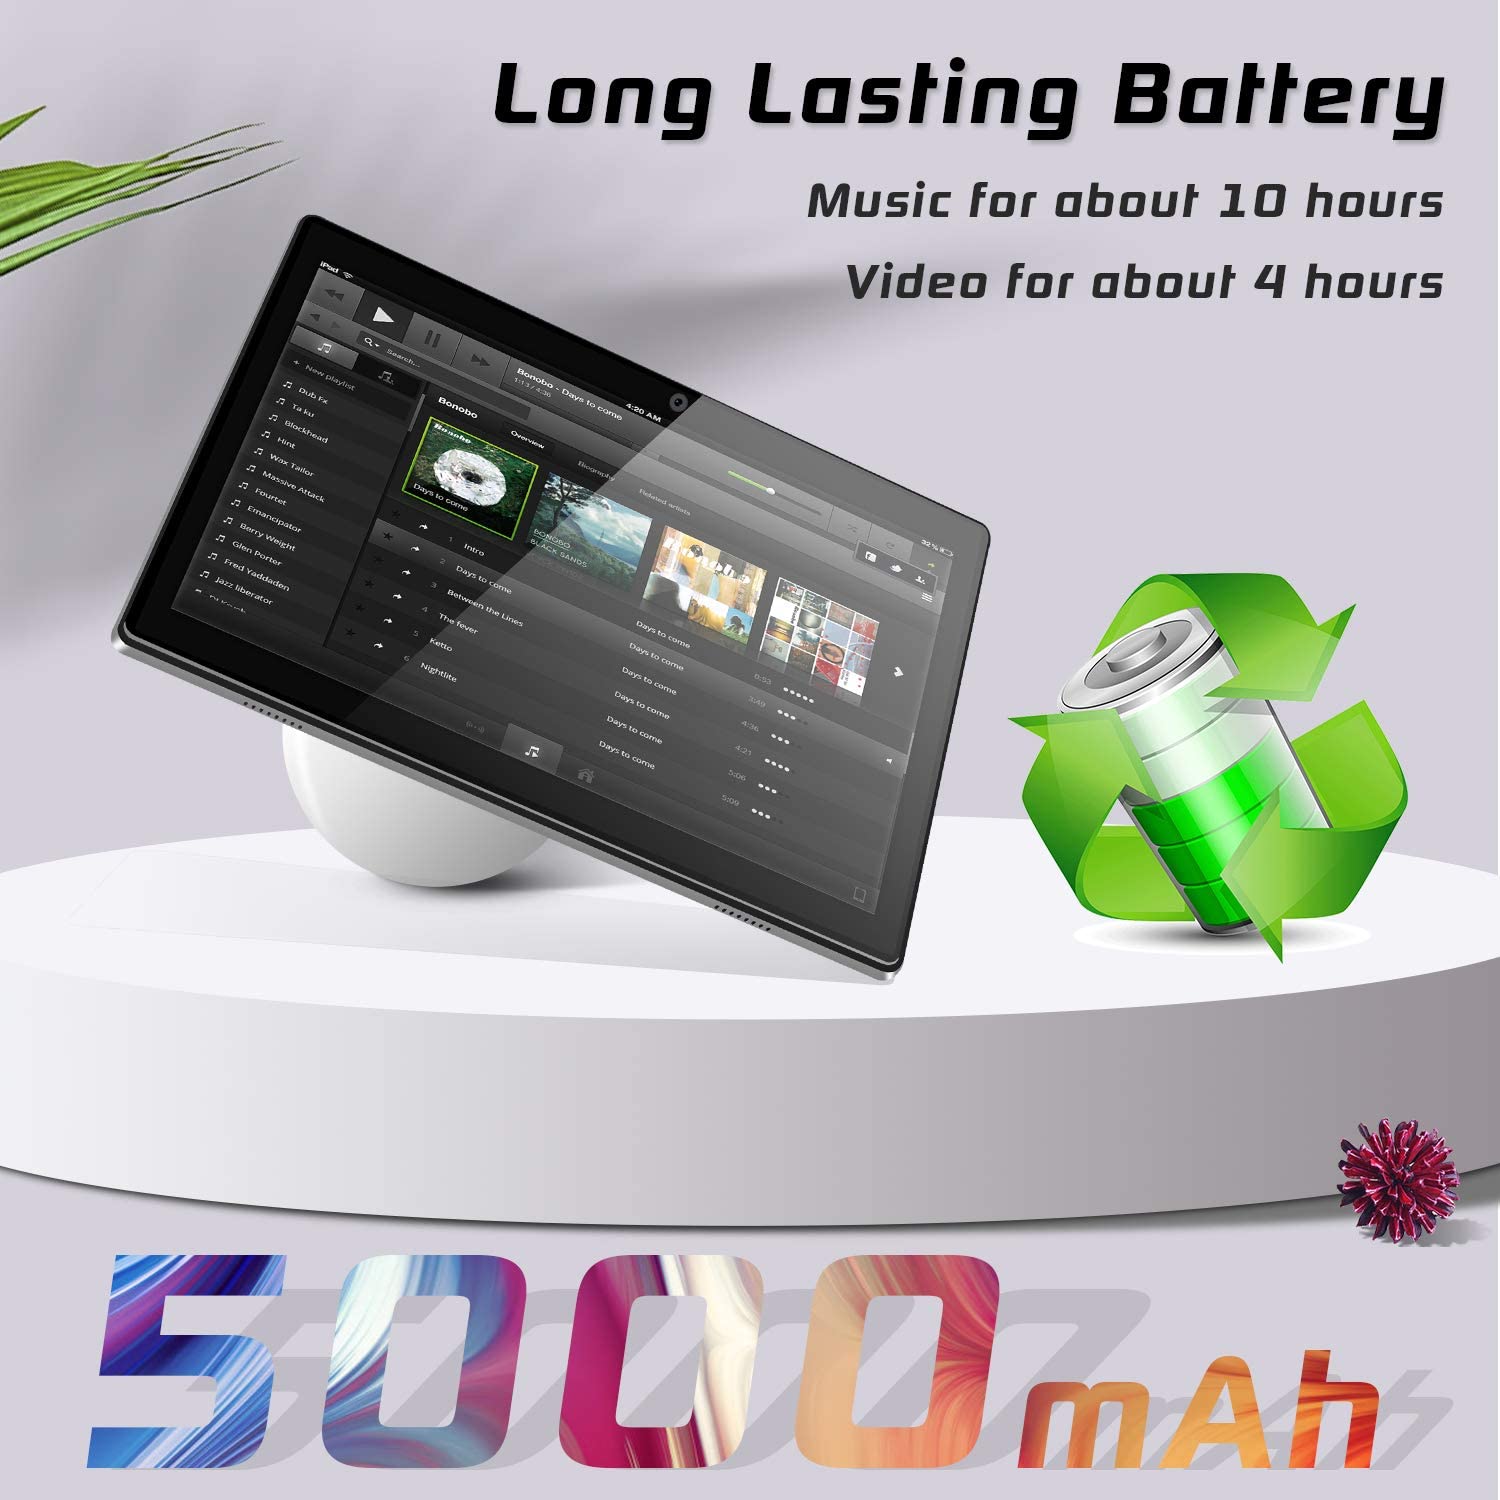 Long Lasting Battery
Music for about 10 hours
Video for about 4 hours
iPad
4:20 AM
32%
Search...
Bonobo - Days to come
1:13 / 4:36
New playlist
Dub Fx
Ta ku
Blockhead
Hint
Wax Tailor
Massive Attack
Fourtet
Emancipator
Berry Weight
Glen Porter
Fred Yaddaden
Jazz liberator
Bonobo
Overview
Biography
Related artists
Bonobo
Days to come
BONOBO
BLACK SANDS
1 Intro Days to come 0:53
2 Days to come Days to come 3:49
3 Between the Lines Days to come 4:36
4 The fever Days to come 4:21
5 Ketto Days to come 5:06
6 Nightlite Days to come 5:09
5000mAh